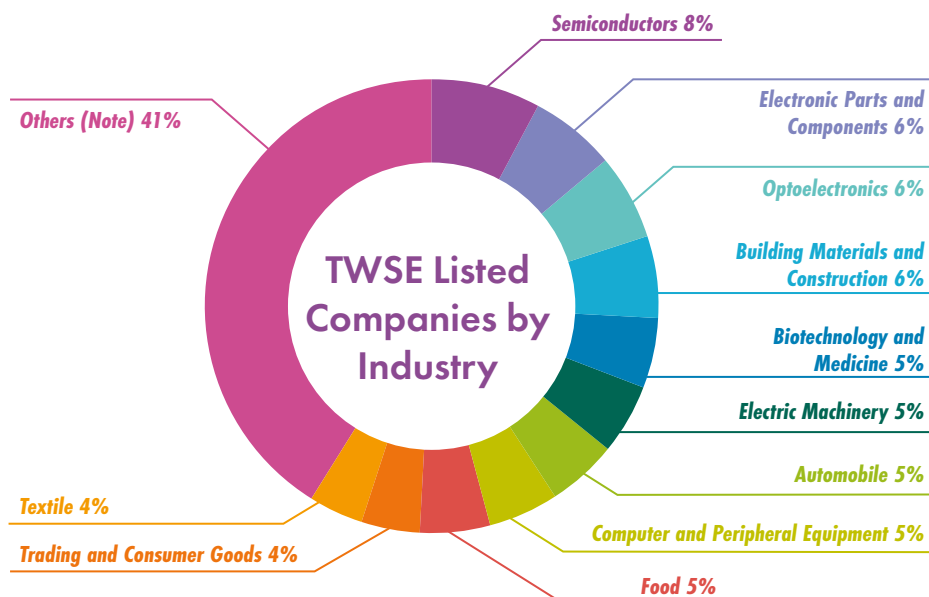 Semiconductors 8%
Electronic Parts and
Components 6%
Optoelectronics 6%
Building Materials and
Construction 6%
Biotechnology and
Medicine 5%
Electric Machinery 5%
Automobile 5%
Computer and Peripheral Equipment 5%
Food 5%
Trading and Consumer Goods 4%
Textile 4%
Others (Note) 41%
TWSE Listed
Companies by
Industry